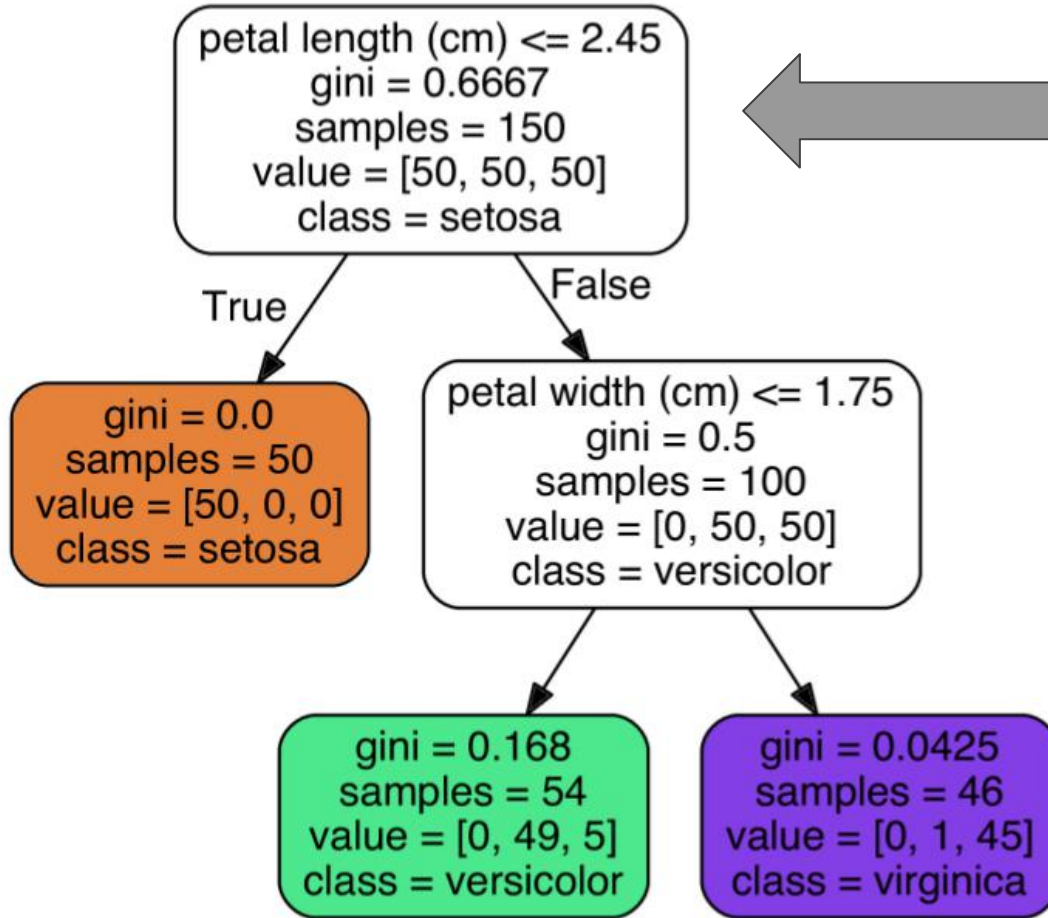 petal length (cm) <= 2.45
gini = 0.6667
samples = 150
value = [50, 50, 50]
class = setosa
True
False
gini = 0.0
samples = 50
value = [50, 0, 0]
class = setosa
petal width (cm) <= 1.75
gini = 0.5
samples = 100
value = [0, 50, 50]
class = versicolor
gini = 0.168
samples = 54
value = [0, 49, 5]
class = versicolor
gini = 0.0425
samples = 46
value = [0, 1, 45]
class = virginica